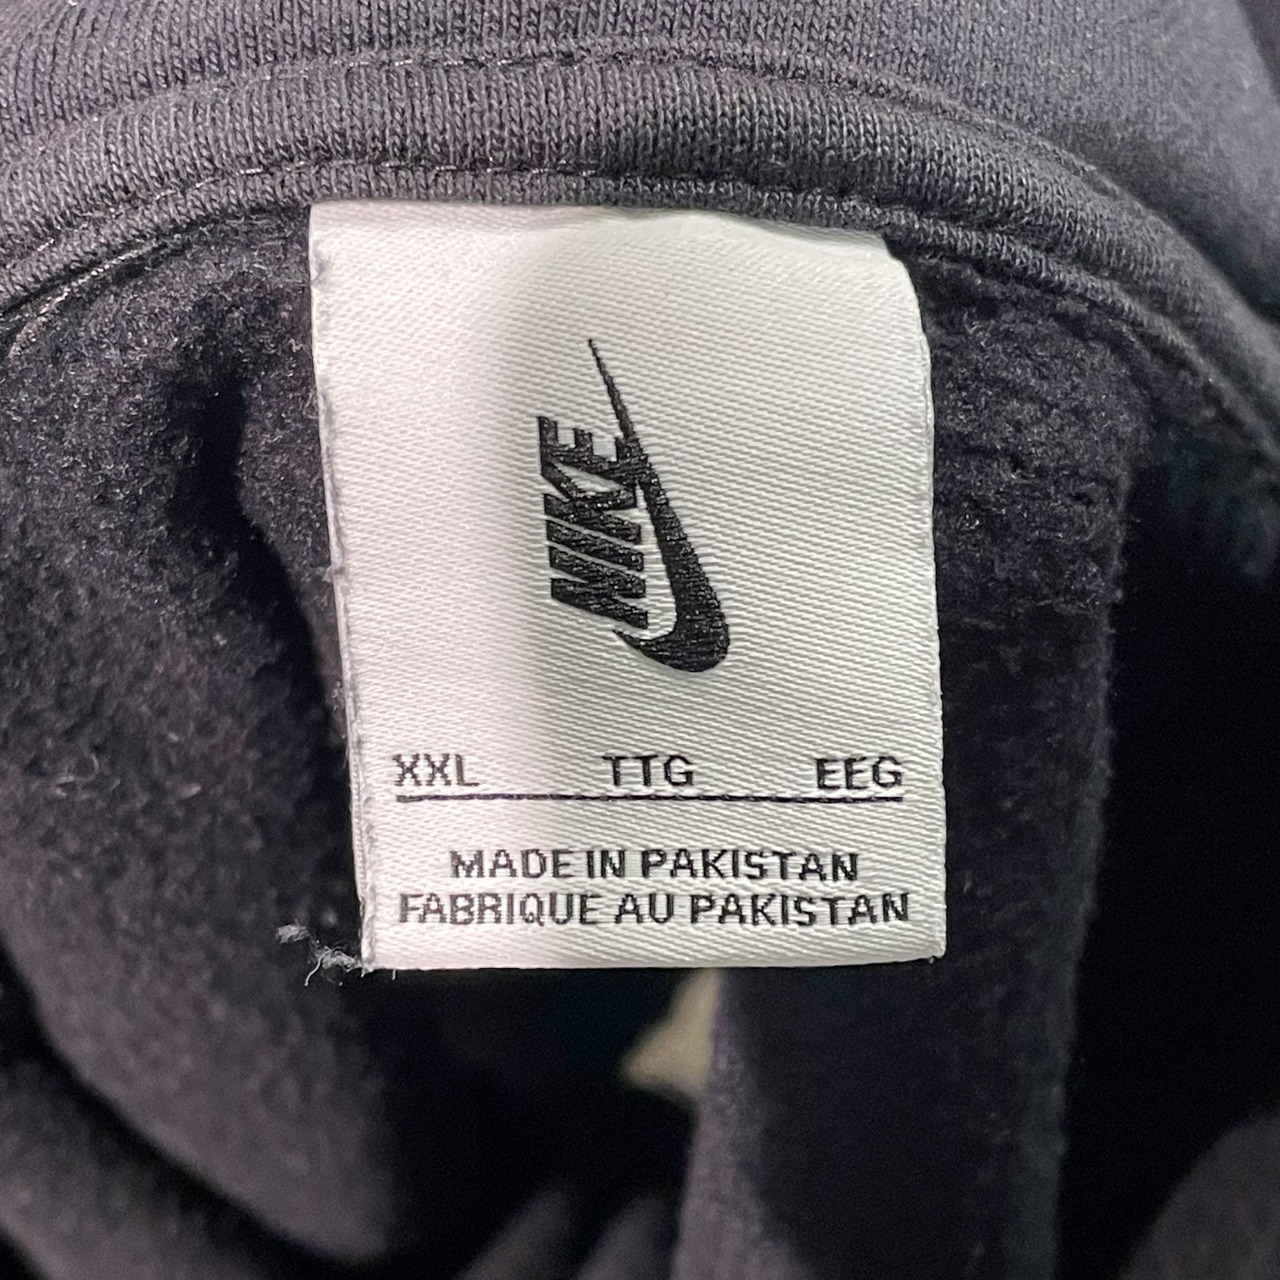 NIKE
XXL TTG EEG
MADE IN PAKISTAN
FABRIQUE AU PAKISTAN